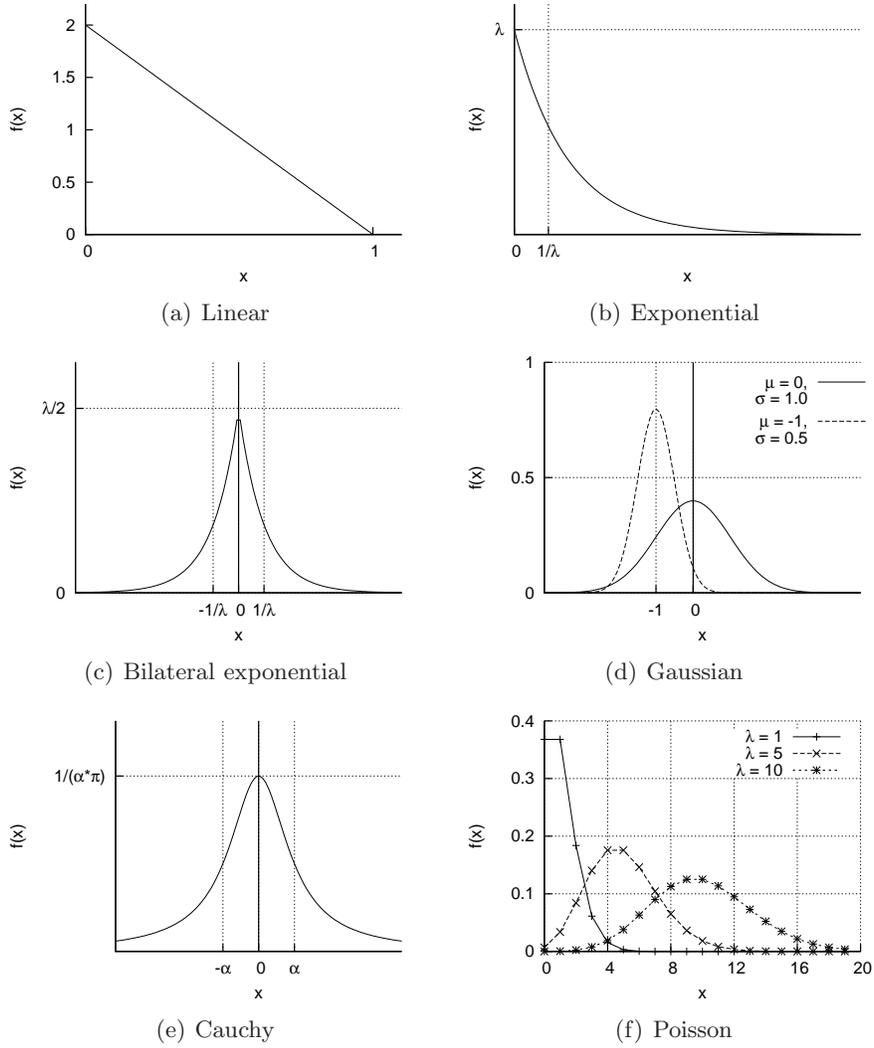 2
1.5
1
0.5
0
f(x)
0
1
x
(a) Linear
λ
f(x)
0
1/λ
x
(b) Exponential
λ/2
0
f(x)
-1/λ
0
1/λ
x
(c) Bilateral exponential
1
0.5
0
f(x)
μ = 0,
σ = 1.0
μ = -1,
σ = 0.5
-1
0
x
(d) Gaussian
1/(α*π)
f(x)
-α
0
α
x
(e) Cauchy
0.4
0.3
0.2
0.1
0
f(x)
λ = 1
λ = 5
λ = 10
0
4
8
12
16
20
x
(f) Poisson